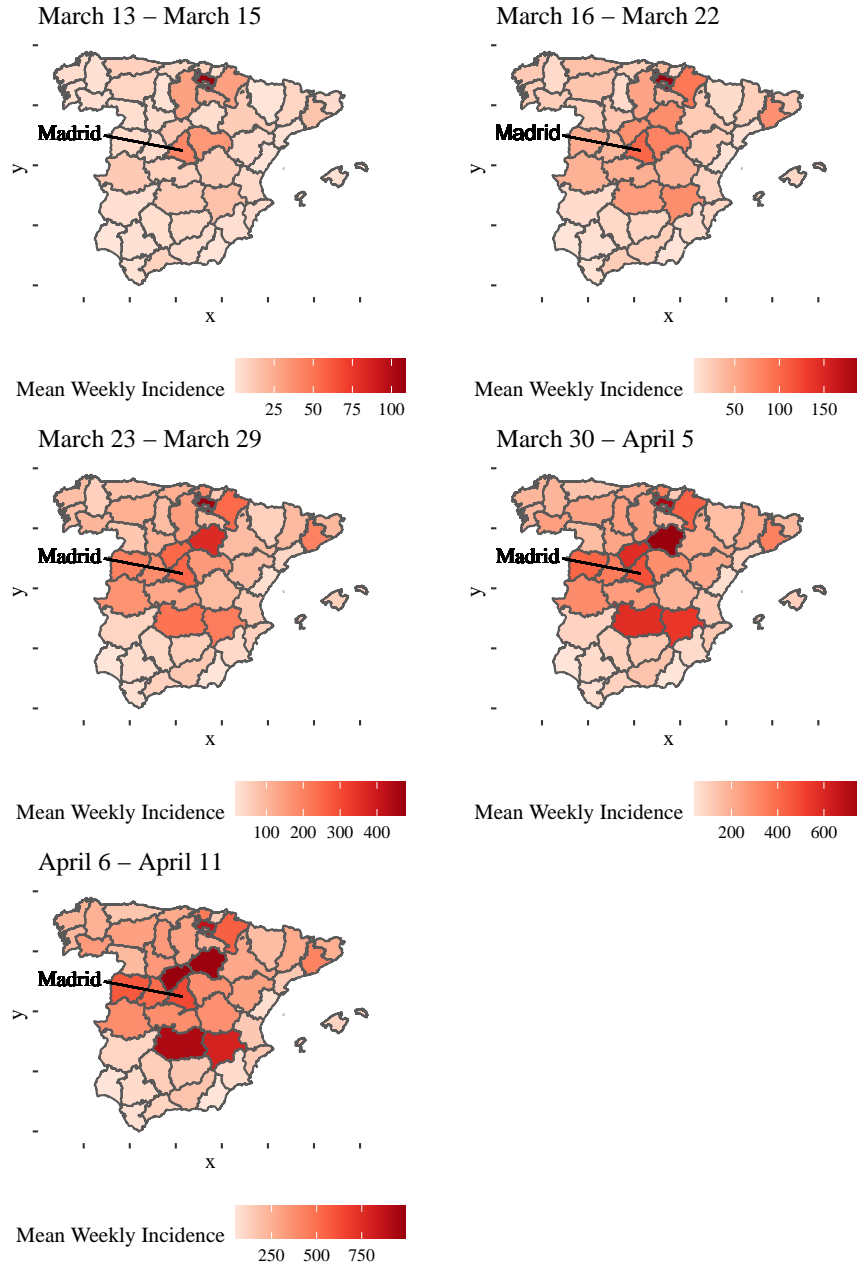 March 13 – March 15
March 16 – March 22
Madrid
Madrid
y
y
x
x
Mean Weekly Incidence
25 50 75 100
Mean Weekly Incidence
50 100 150
March 23 – March 29
March 30 – April 5
Madrid
Madrid
y
y
x
x
Mean Weekly Incidence
100 200 300 400
Mean Weekly Incidence
200 400 600
April 6 – April 11
Madrid
y
x
Mean Weekly Incidence
250 500 750